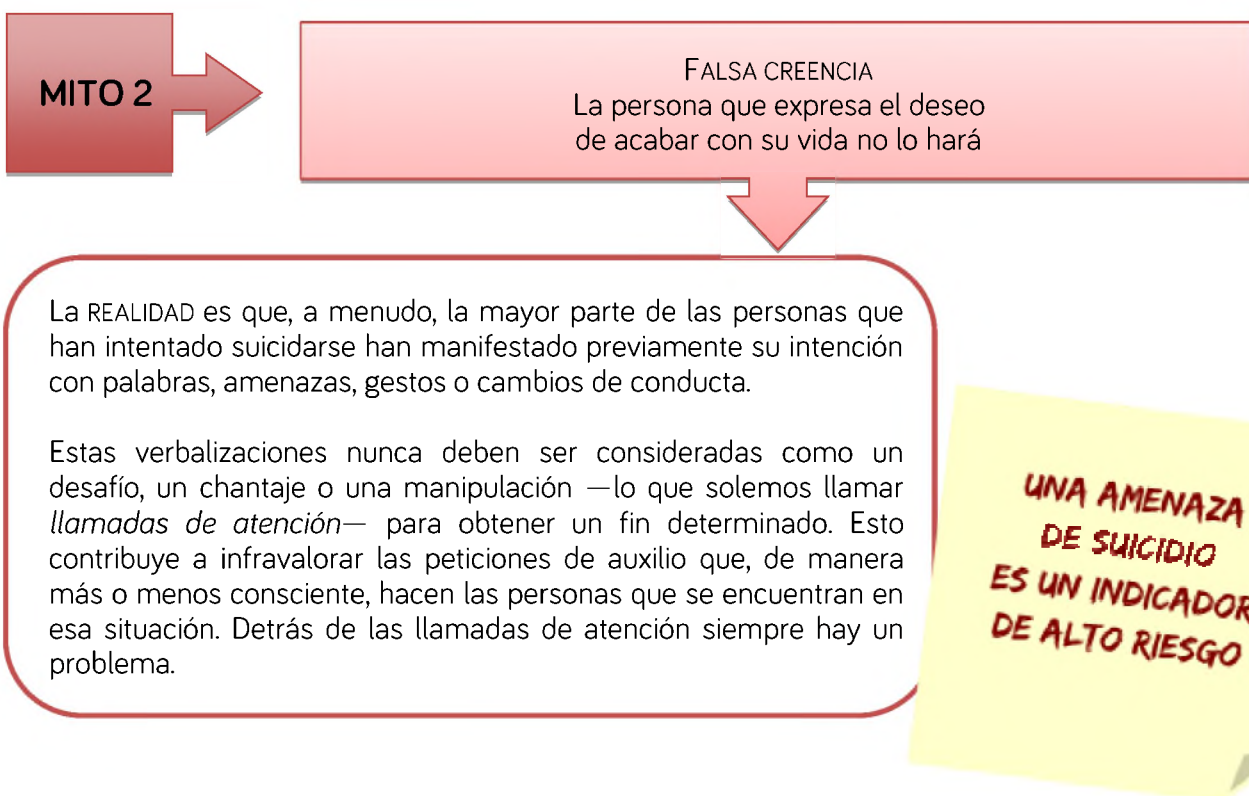 MITO 2
FALSA CREENCIA
La persona que expresa el deseo
de acabar con su vida no lo hará
La REALIDAD es que, a menudo, la mayor parte de las personas que
han intentado suicidarse han manifestado previamente su intención
con palabras, amenazas, gestos o cambios de conducta.
Estas verbalizaciones nunca deben ser consideradas como un
desafío, un chantaje o una manipulación —lo que solemos llamar
llamadas de atención— para obtener un fin determinado. Esto
contribuye a infravalorar las peticiones de auxilio que, de manera
más o menos consciente, hacen las personas que se encuentran en
esa situación. Detrás de las llamadas de atención siempre hay un
problema.
UNA AMENAZA
DE SUICIDIO
ES UN INDICADOR
DE ALTO RIESGO